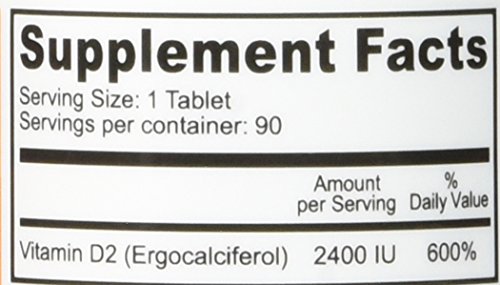 Supplement Facts
Serving Size: 1 Tablet
Servings per container: 90
Amount per Serving
% Daily Value
Vitamin D2 (Ergocalciferol) 2400 IU 600%